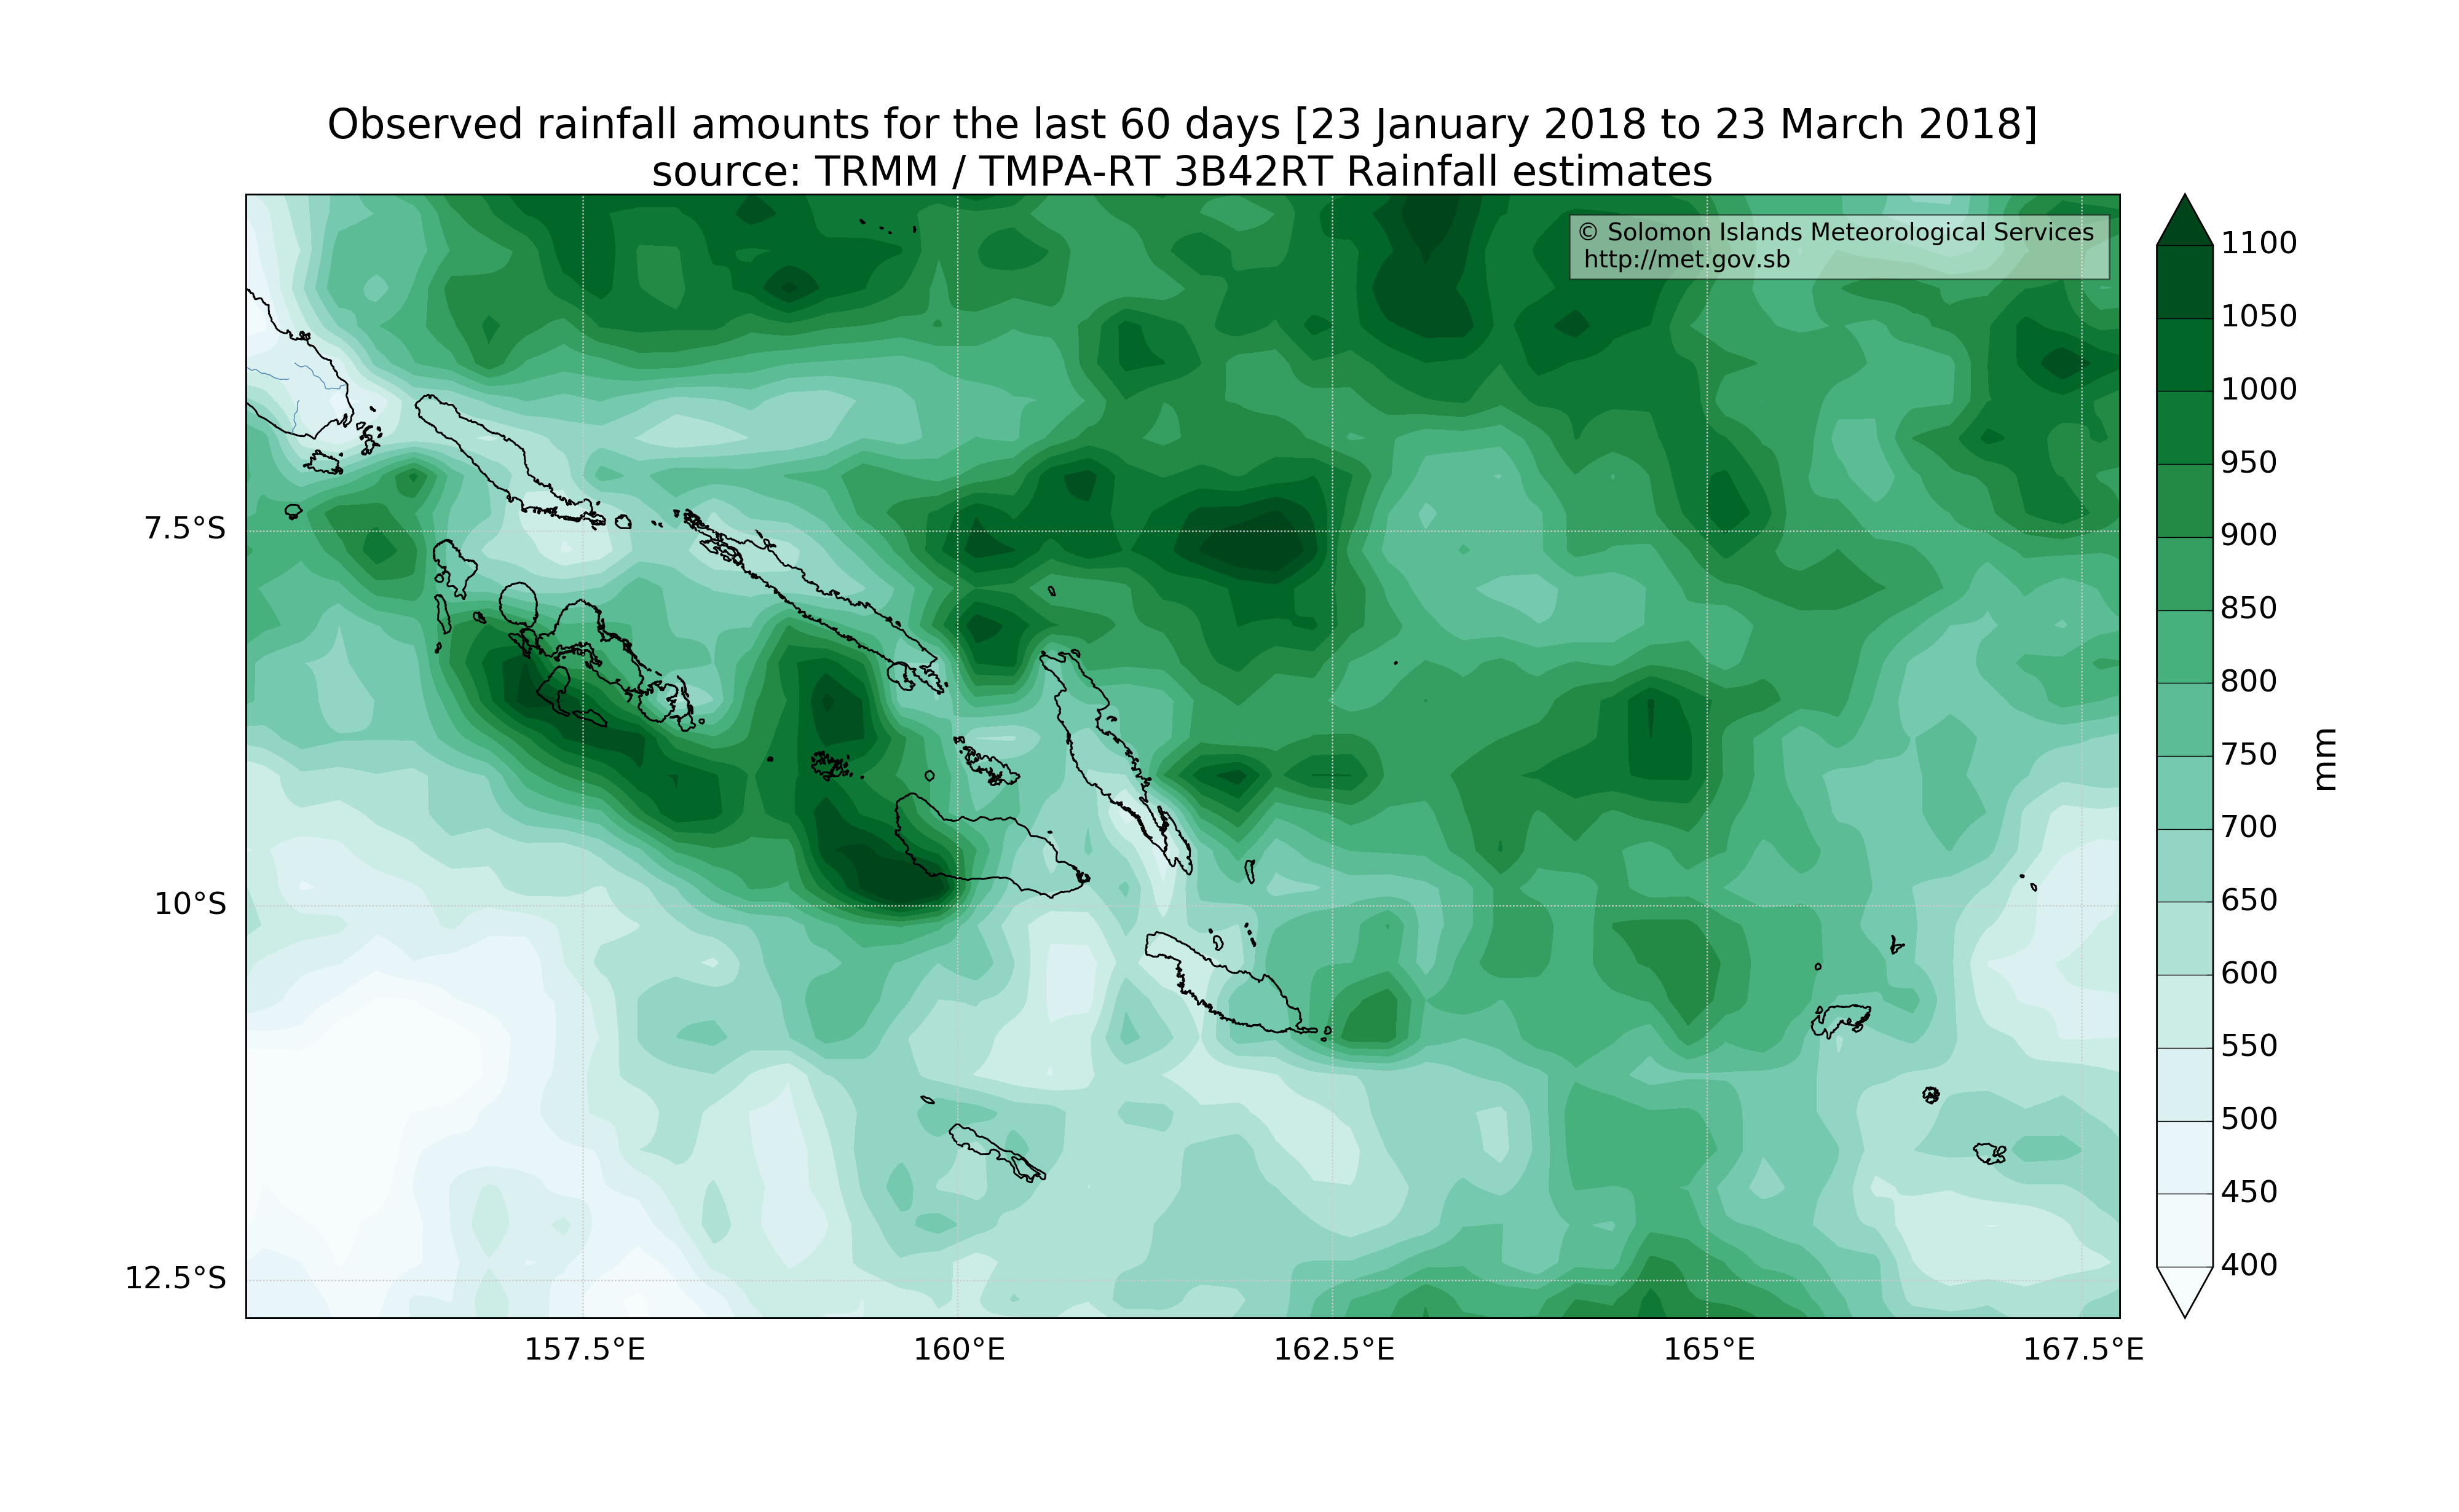 Observed rainfall amounts for the last 60 days [23 January 2018 to 23 March 2018]
source: TRMM / TMPA-RT 3B42RT Rainfall estimates
© Solomon Islands Meteorological Services
http://met.gov.sb
7.5°S
10°S
12.5°S
157.5°E
160°E
162.5°E
165°E
167.5°E
1100
1050
1000
950
900
850
800
750
700
650
600
550
500
450
400
mm